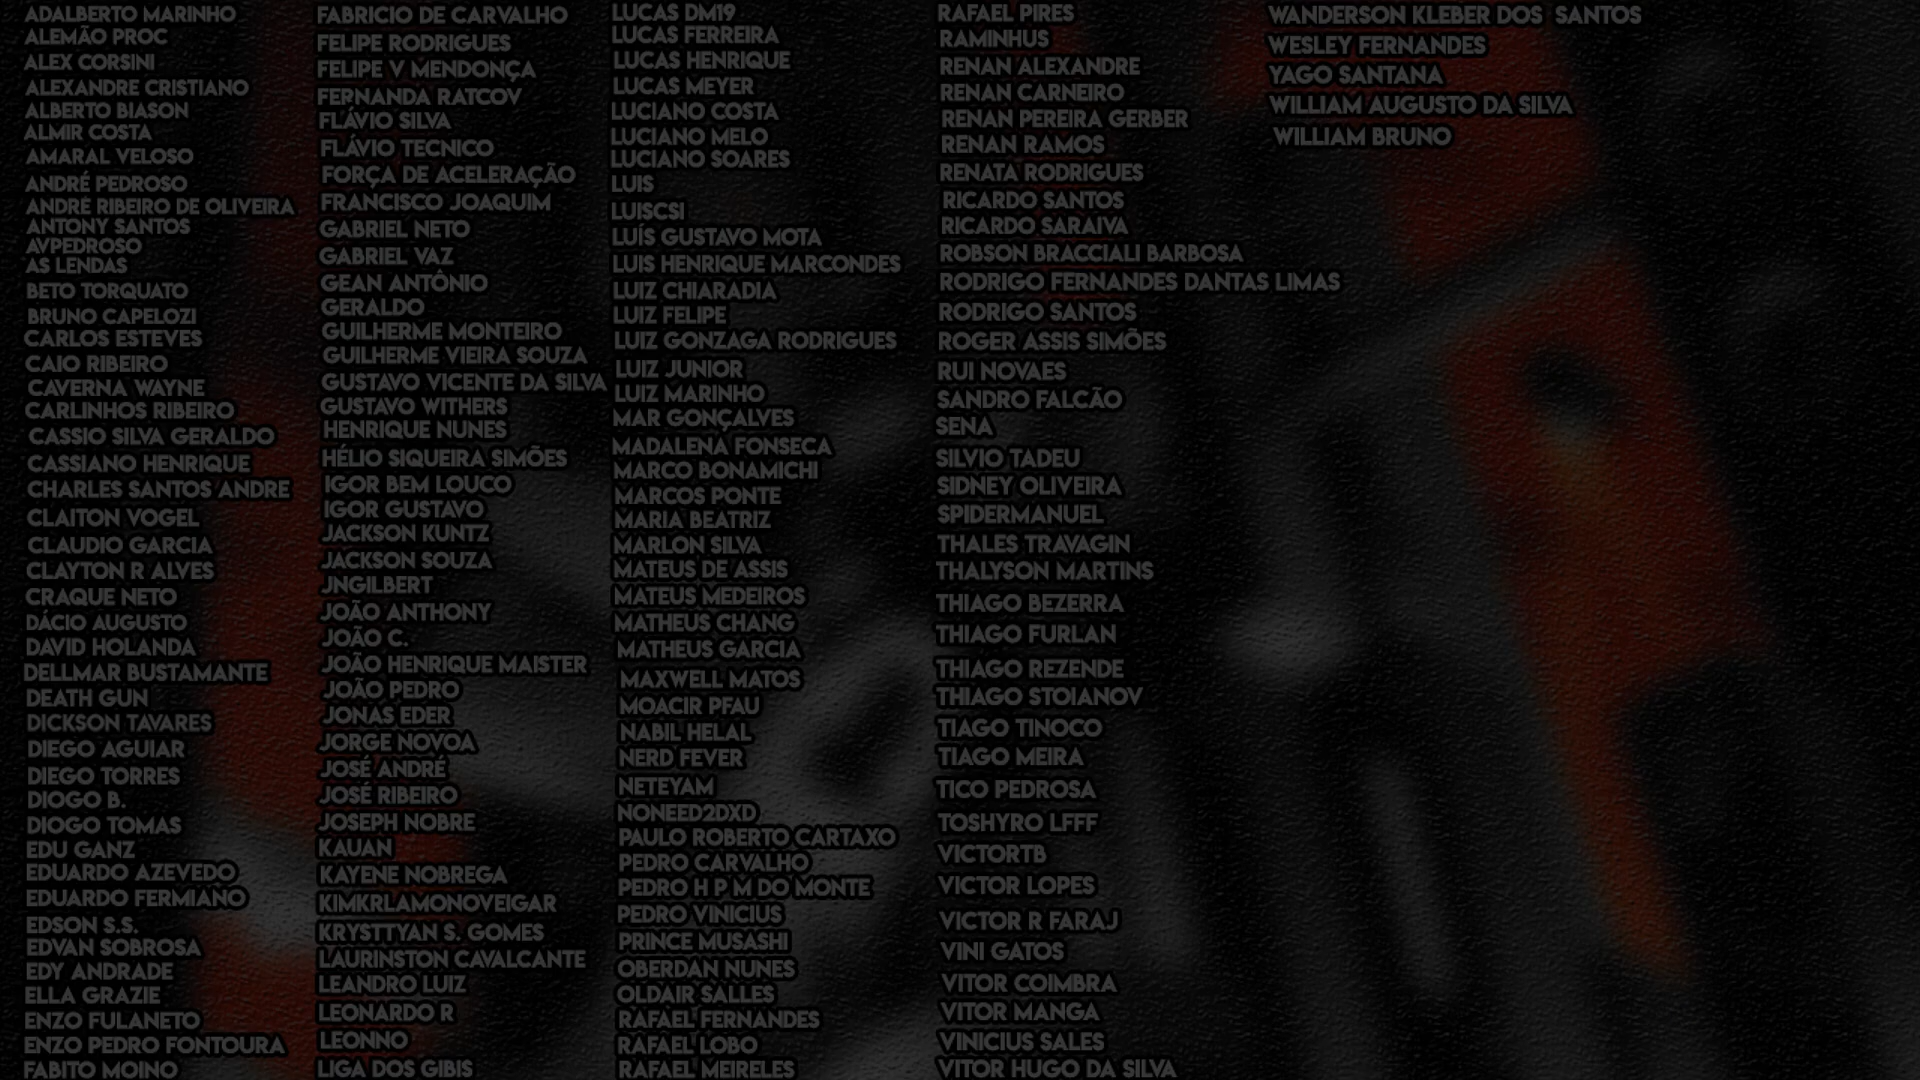 ADALBERTO MARINHO
ALEMÃO PROC
ALEX CORSINI
ALEXANDRE CRISTIANO
ALBERTO BIASON
ALMIR COSTA
AMARAL VELOSO
ANDRÉ PEDROSO
ANDRÉ RIBEIRO DE OLIVEIRA
ANTONY SANTOS
AVPEDROSO
AS LENDAS
BETO TORQUATO
BRUNO CAPELOZI
CARLOS ESTEVES
CAIO RIBEIRO
CAVERNA WAYNE
CARLINHOS RIBEIRO
CASSIO SILVA GERALDO
CASSIANO HENRIQUE
CHARLES SANTOS ANDRE
CLAITON VOGEL
CLAUDIO GARCIA
CLAYTON R ALVES
CRAQUE NETO
DÁCIO AUGUSTO
DAVID HOLANDA
DELLMAR BUSTAMANTE
DEATH GUN
DICKSON TAVARES
DIEGO AGUIAR
DIEGO TORRES
DIOGO B.
DIOGO TOMAS
EDU GANZ
EDUARDO AZEVEDO
EDUARDO FERMIANO
EDSON S.S.
EDVAN SOBROSA
EDY ANDRADE
ELLA GRAZIE
ENZO FULANETO
ENZO PEDRO FONTOURA
FABITO MOINO
FABRICIO DE CARVALHO
FELIPE RODRIGUES
FELIPE V MENDONÇA
FERNANDA RATCOV
FLÁVIO SILVA
FLÁVIO TECNICO
FORÇA DE ACELERAÇÃO
FRANCISCO JOAQUIM
GABRIEL NETO
GABRIEL VAZ
GEAN ANTÔNIO
GERALDO
GUILHERME MONTEIRO
GUILHERME VIEIRA SOUZA
GUSTAVO VICENTE DA SILVA
GUSTAVO WITHERS
HENRIQUE NUNES
HÉLIO SIQUEIRA SIMÕES
IGOR BEM LOUCO
IGOR GUSTAVO
JACKSON KUNTZ
JACKSON SOUZA
JNGILBERT
JOÃO ANTHONY
JOÃO C.
JOÃO HENRIQUE MAISTER
JOÃO PEDRO
JONAS EDER
JORGE NOVOA
JOSÉ ANDRÉ
JOSÉ RIBEIRO
JOSEPH NOBRE
KAUAN
KAYENE NOBREGA
KIMKRLAMONOVEIGAR
KRYSTTYAN S. GOMES
LAURINSTON CAVALCANTE
LEANDRO LUIZ
LEONARDO R
LEONNO
LIGA DOS GIBIS
LUCAS DM19
LUCAS FERREIRA
LUCAS HENRIQUE
LUCAS MEYER
LUCIANO COSTA
LUCIANO MELO
LUCIANO SOARES
LUIS
LUISCSI
LUÍS GUSTAVO MOTA
LUIS HENRIQUE MARCONDES
LUIZ CHIARADIA
LUIZ FELIPE
LUIZ GONZAGA RODRIGUES
LUIZ JUNIOR
LUIZ MARINHO
MAR GONÇALVES
MADALENA FONSECA
MARCO BONAMICHI
MARCOS PONTE
MARIA BEATRIZ
MARLON SILVA
MATEUS DE ASSIS
MATEUS MEDEIROS
MATHEUS CHANG
MATHEUS GARCIA
MAXWELL MATOS
MOACIR PFAU
NABIL HELAL
NERD FEVER
NETEYAM
NONEED2DXD
PAULO ROBERTO CARTAXO
PEDRO CARVALHO
PEDRO H P M DO MONTE
PEDRO VINICIUS
PRINCE MUSASHI
OBERDAN NUNES
OLDAIR SALLES
RAFAEL FERNANDES
RAFAEL LOBO
RAFAEL MEIRELES
RAFAEL PIRES
RAMINHUS
RENAN ALEXANDRE
RENAN CARNEIRO
RENAN PEREIRA GERBER
RENAN RAMOS
RENATA RODRIGUES
RICARDO SANTOS
RICARDO SARAIVA
ROBSON BRACCIALI BARBOSA
RODRIGO FERNANDES DANTAS LIMAS
RODRIGO SANTOS
ROGER ASSIS SIMÕES
RUI NOVAES
SANDRO FALCÃO
SENA
SILVIO TADEU
SIDNEY OLIVEIRA
SPIDERMANUEL
THALES TRAVAGIN
THALYSON MARTINS
THIAGO BEZERRA
THIAGO FURLAN
THIAGO REZENDE
THIAGO STOIANOV
TIAGO TINOCO
TIAGO MEIRA
TICO PEDROSA
TOSHYRO LFFF
VICTORTB
VICTOR LOPES
VICTOR R FARAJ
VINI GATOS
VITOR COIMBRA
VITOR MANGA
VINICIUS SALES
VITOR HUGO DA SILVA
WANDERSON KLEBER DOS SANTOS
WESLEY FERNANDES
YAGO SANTANA
WILLIAM AUGUSTO DA SILVA
WILLIAM BRUNO